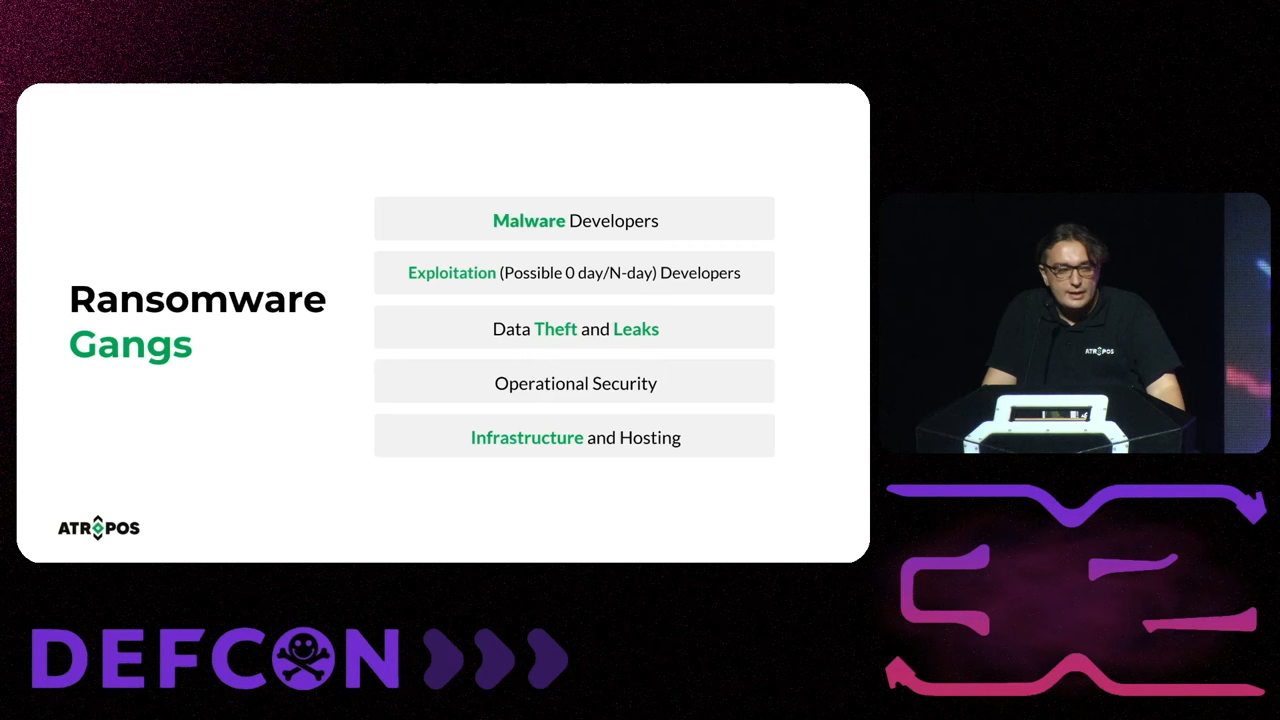 Ransomware
Gangs
Malware Developers
Exploitation (Possible 0 day/N-day) Developers
Data Theft and Leaks
Operational Security
Infrastructure and Hosting
ATROPOS
ATROPOS
DEFCON